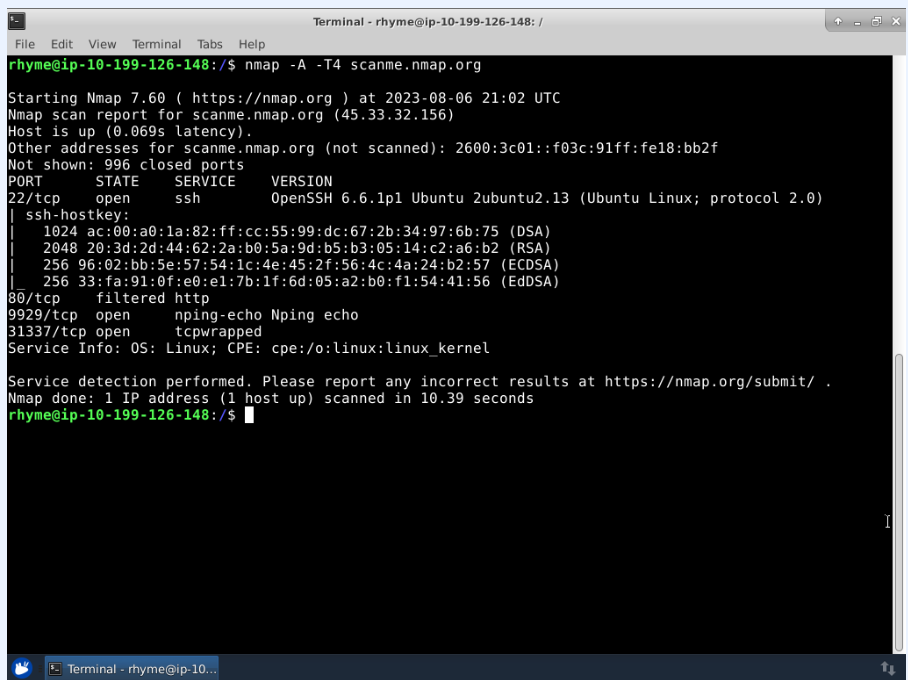 Terminal - rhyme@ip-10-199-126-148: /
File Edit View Terminal Tabs Help
rhyme@ip-10-199-126-148:/$ nmap -A -T4 scanme.nmap.org
Starting Nmap 7.60 ( https://nmap.org ) at 2023-08-06 21:02 UTC
Nmap scan report for scanme.nmap.org (45.33.32.156)
Host is up (0.069s latency).
Other addresses for scanme.nmap.org (not scanned): 2600:3c01::f03c:91ff:fe18:bb2f
Not shown: 996 closed ports
PORT      STATE    SERVICE    VERSION
22/tcp    open     ssh        OpenSSH 6.6.1p1 Ubuntu 2ubuntu2.13 (Ubuntu Linux; protocol 2.0)
| ssh-hostkey:
|   1024 ac:00:a0:1a:82:ff:cc:55:99:dc:67:2b:34:97:6b:75 (DSA)
|   2048 20:3d:2d:44:62:2a:b0:5a:9d:b5:b3:05:14:c2:a6:b2 (RSA)
|   256 96:02:bb:5e:57:54:1c:4e:45:2f:56:4c:4a:24:b2:57 (ECDSA)
|_  256 33:fa:91:0f:e0:e1:7b:1f:6d:05:a2:b0:f1:54:41:56 (EdDSA)
80/tcp    filtered http
9929/tcp  open     nping-echo Nping echo
31337/tcp open     tcpwrapped
Service Info: OS: Linux; CPE: cpe:/o:linux:linux_kernel
Service detection performed. Please report any incorrect results at https://nmap.org/submit/ .
Nmap done: 1 IP address (1 host up) scanned in 10.39 seconds
rhyme@ip-10-199-126-148:/$
Terminal - rhyme@ip-10...